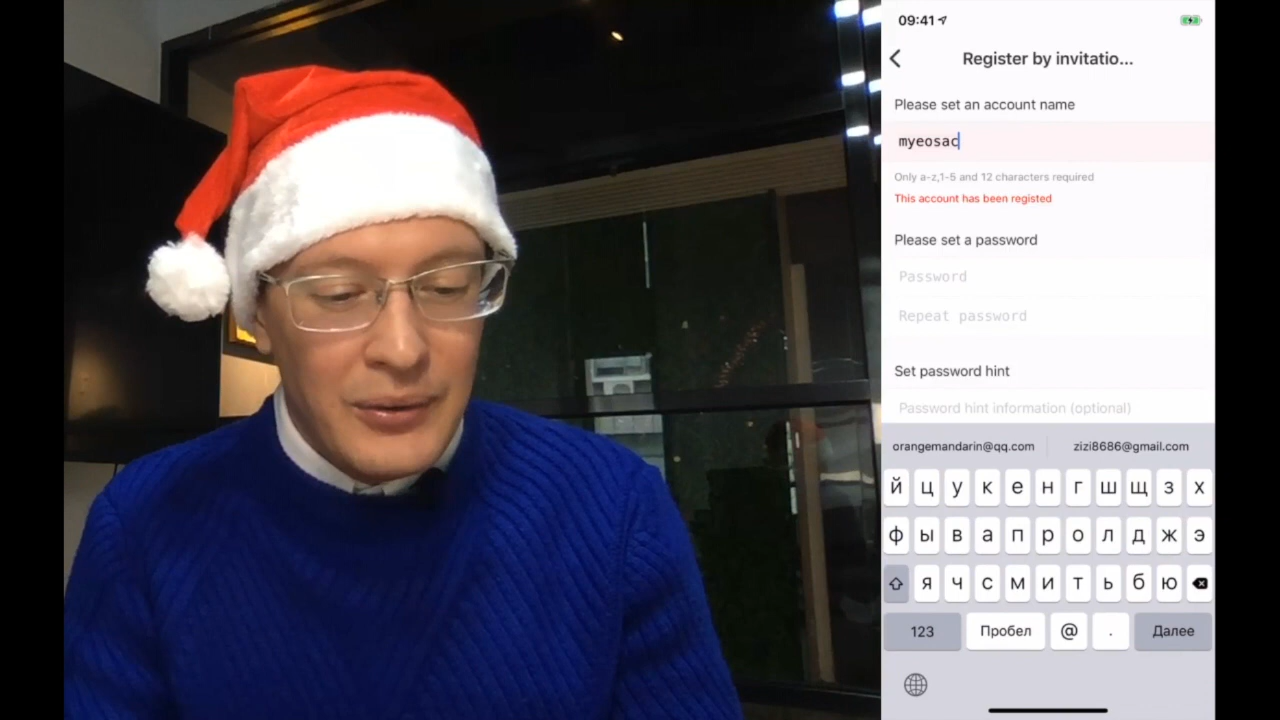 09:41
Register by invitatio...
Please set an account name
myeosac
Only a-z,1-5 and 12 characters required
This account has been registed
Please set a password
Password
Repeat password
Set password hint
Password hint information (optional)
orangemandarin@qq.com zizi8686@gmail.com
й ц у к е н г ш щ з х
ф ы в а п р о л д ж э
я ч с м и т ь б ю
123 Пробел @ . Далее